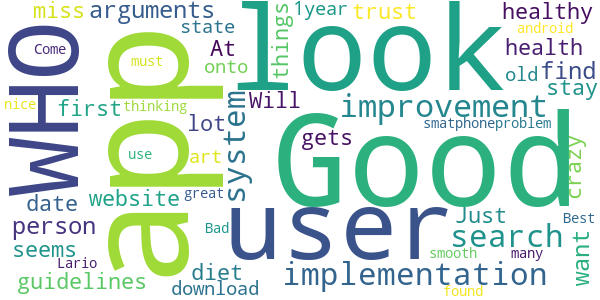 miss
arguments
state
At
onto
things
1year
trust
android
healthy
health
old
find
stay
WHO
Come
app
must
look
nice
first
thinking
lot
Will
improvement
system
gets
smatphoneproblem
use
art
Good
crazy
date
website
great
person
Bad
user
Just
search
Best
want
seems
Lario
guidelines
diet
download
implementation
smooth
many
found